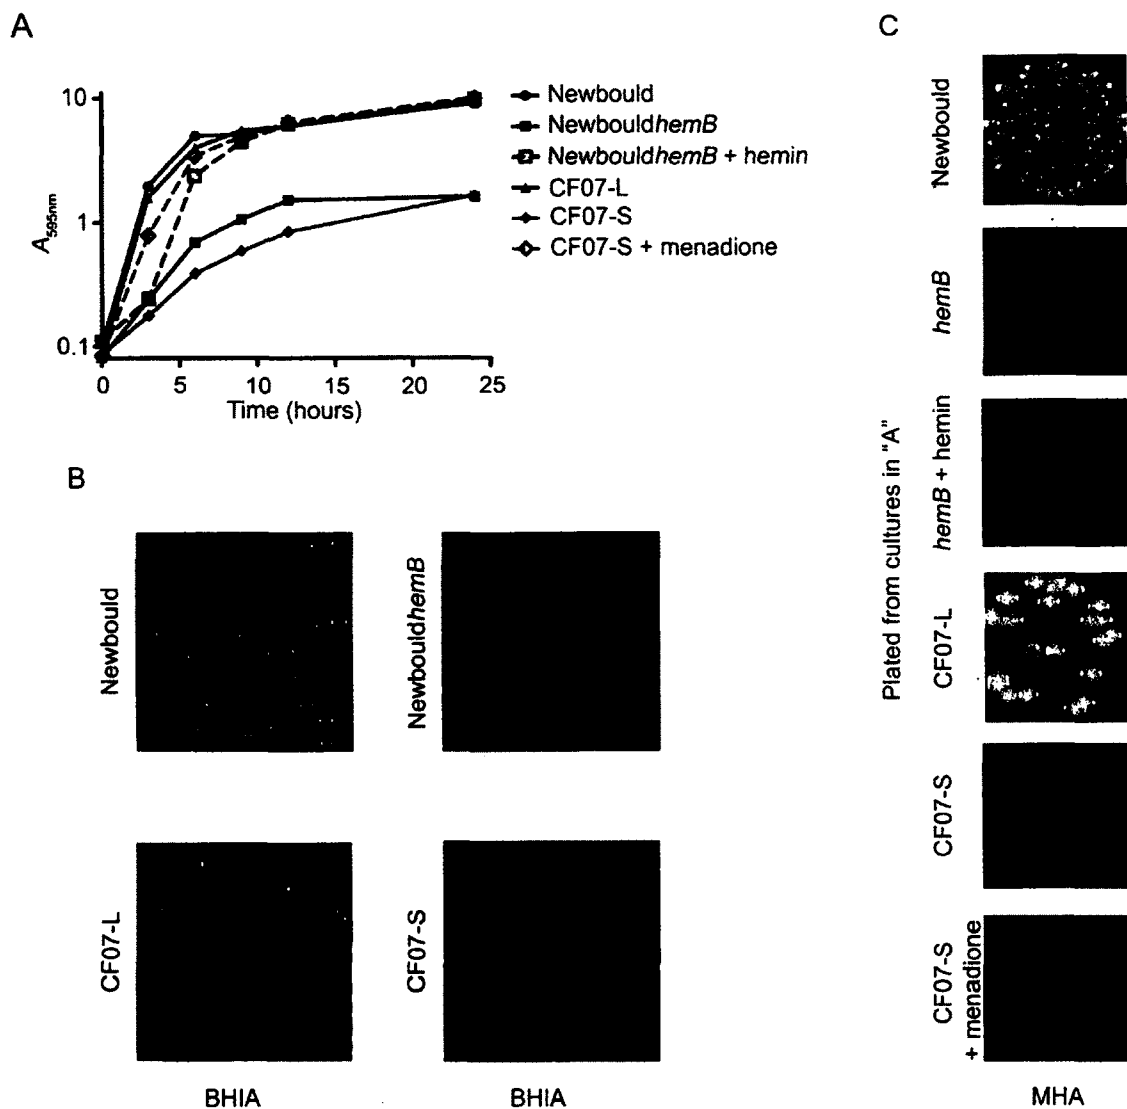 A
10
1
0.1
A595nm
0
5
10
15
20
25
Time (hours)
Newbould
NewbouldhemB
NewbouldhemB + hemin
CF07-L
CF07-S
CF07-S + menadione
B
Newbould
NewbouldhemB
CF07-L
CF07-S
BHIA
BHIA
C
Plated from cultures in "A"
Newbould
hemB
hemB + hemin
CF07-L
CF07-S
CF07-S
+ menadione
MHA